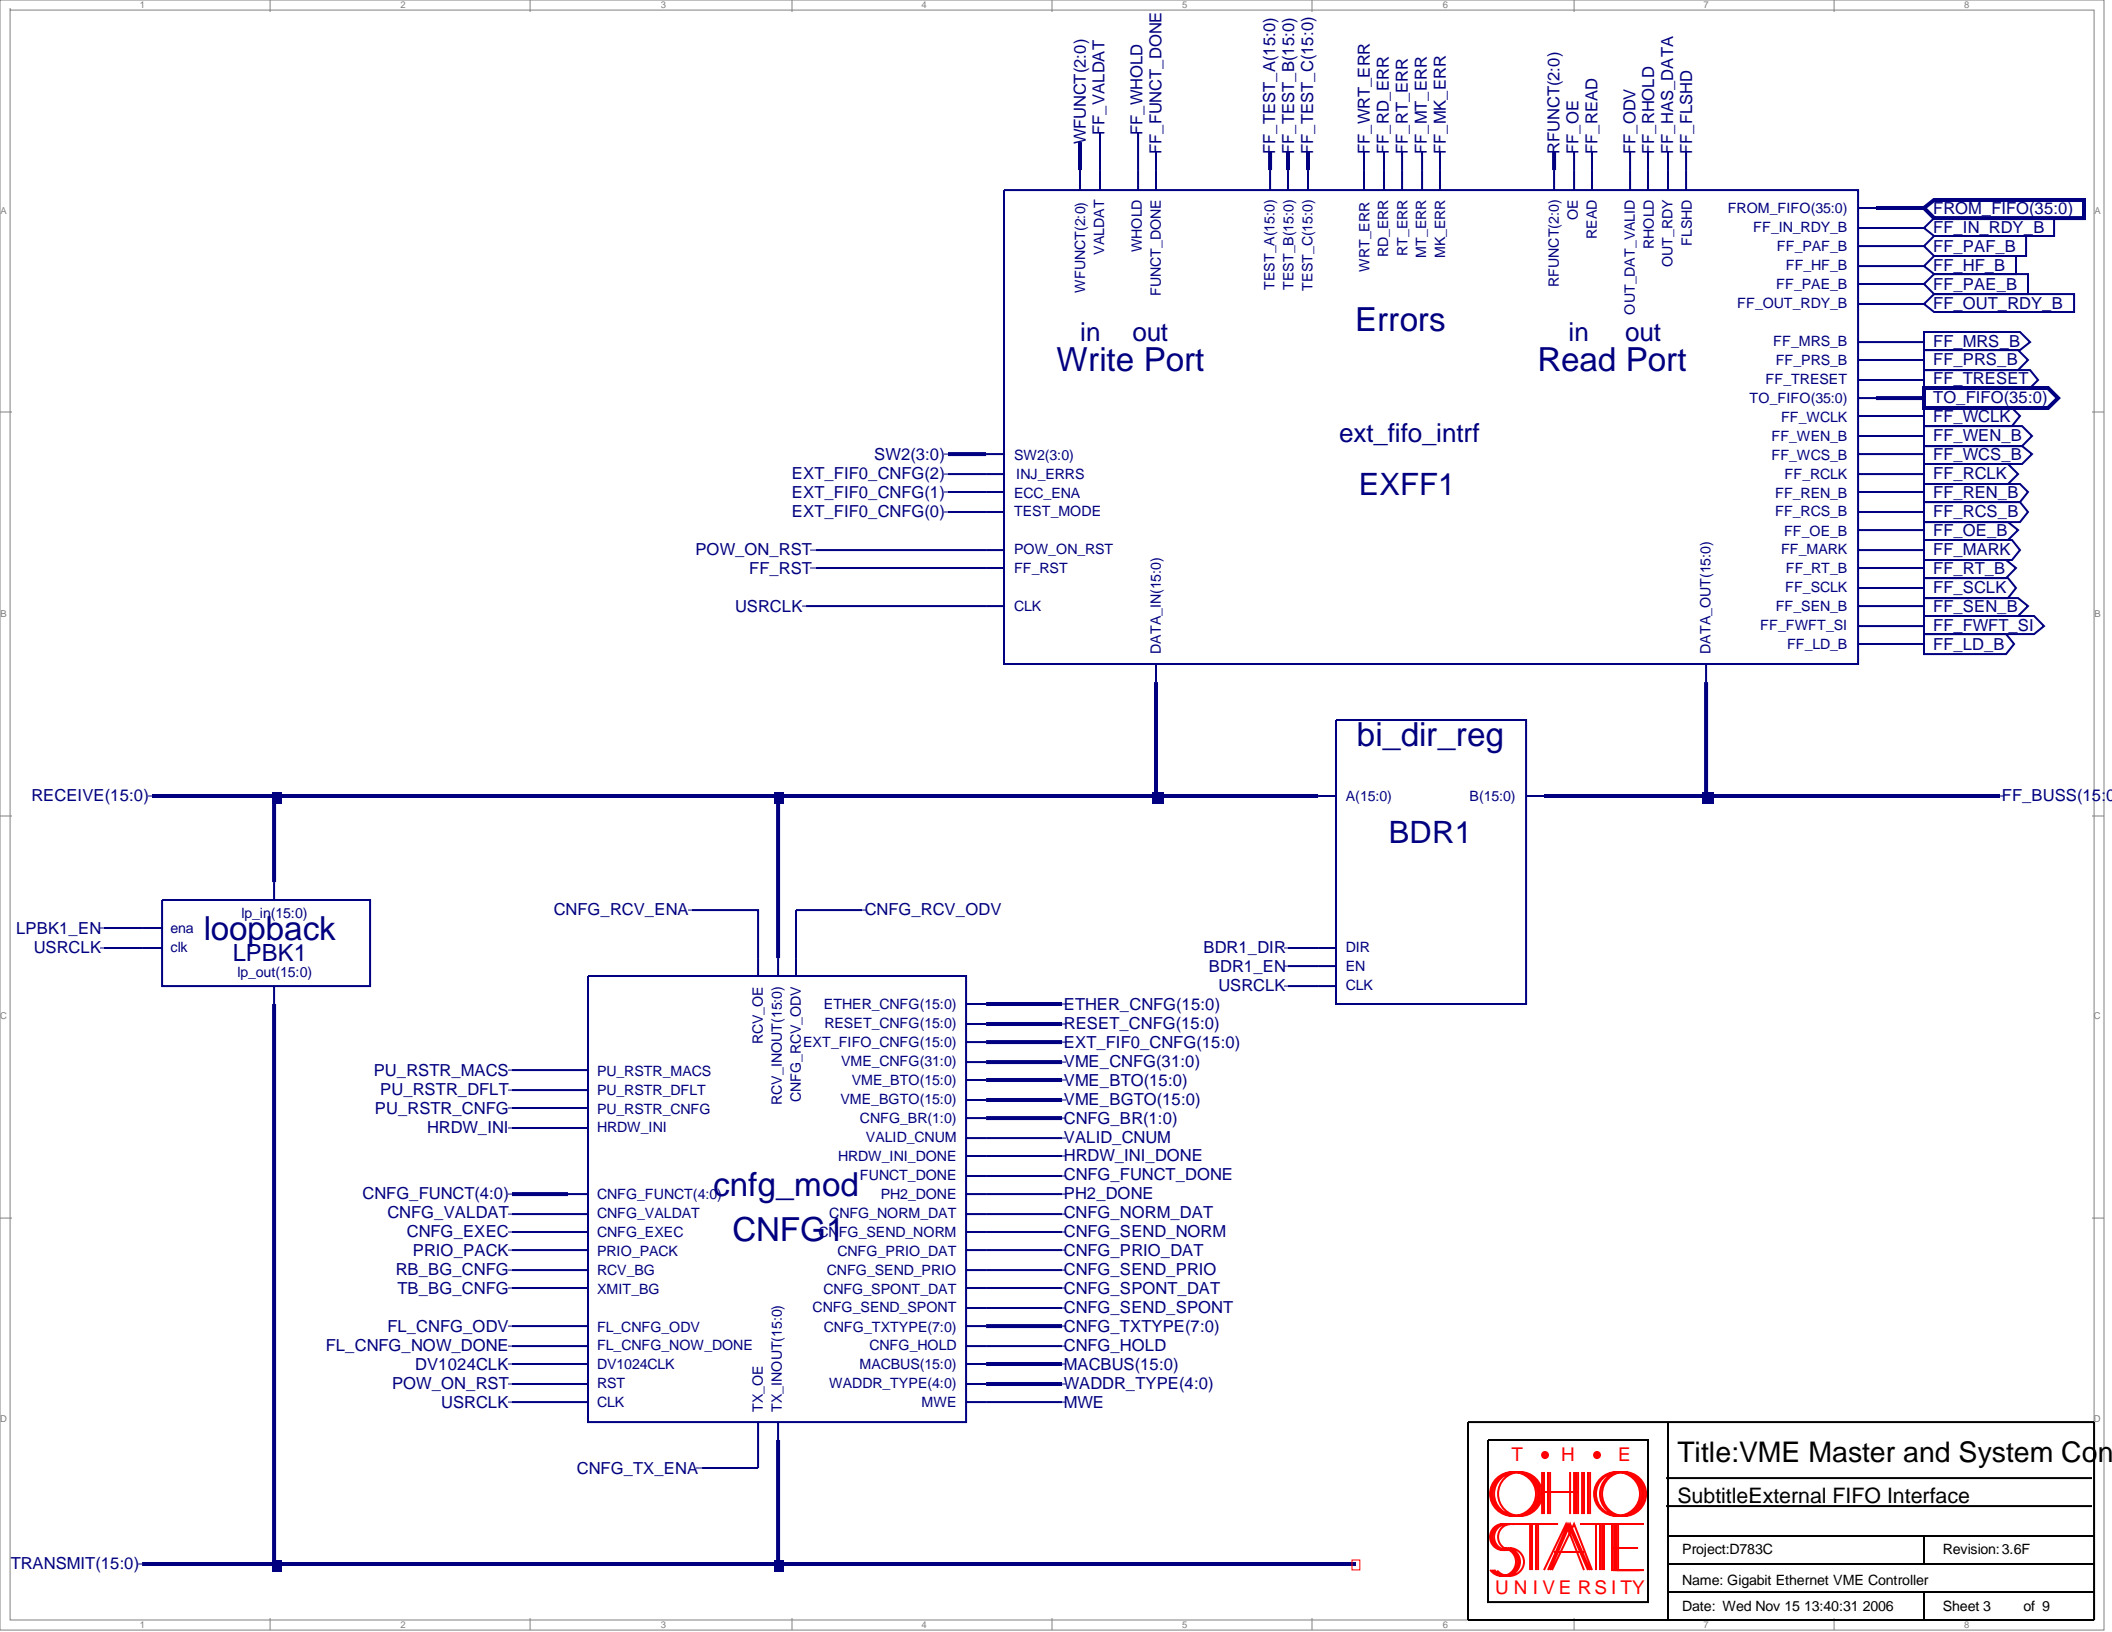 1 2 3 4 5 6 7 8
WFUNCT(2:0)
FF_VALDAT
FF_WHOLD
FF_FUNCT_DONE
FF_TEST_A(15:0)
FF_TEST_B(15:0)
FF_TEST_C(15:0)
FF_WRT_ERR
FF_RD_ERR
FF_RT_ERR
FF_MT_ERR
FF_MK_ERR
RFUNCT(2:0)
FF_OE
FF_READ
FF_ODV
FF_RHOLD
FF_HAS_DATA
FF_FLSHD
WFUNCT(2:0)
VALDAT
WHOLD
FUNCT_DONE
TEST_A(15:0)
TEST_B(15:0)
TEST_C(15:0)
WRT_ERR
RD_ERR
RT_ERR
MT_ERR
MK_ERR
RFUNCT(2:0)
OE
READ
OUT_DAT_VALID
RHOLD
OUT_RDY
FLSHD
in out
Write Port
Errors
in out
Read Port
ext_fifo_intrf
EXFF1
FROM_FIFO(35:0) FROM_FIFO(35:0)
FF_IN_RDY_B FF_IN_RDY_B
FF_PAF_B FF_PAF_B
FF_HF_B FF_HF_B
FF_PAE_B FF_PAE_B
FF_OUT_RDY_B FF_OUT_RDY_B
FF_MRS_B FF_MRS_B
FF_PRS_B FF_PRS_B
FF_TRESET FF_TRESET
TO_FIFO(35:0) TO_FIFO(35:0)
FF_WCLK FF_WCLK
FF_WEN_B FF_WEN_B
FF_WCS_B FF_WCS_B
FF_RCLK FF_RCLK
FF_REN_B FF_REN_B
FF_RCS_B FF_RCS_B
FF_OE_B FF_OE_B
FF_MARK FF_MARK
FF_RT_B FF_RT_B
FF_SCLK FF_SCLK
FF_SEN_B FF_SEN_B
FF_FWFT_SI FF_FWFT_SI
FF_LD_B FF_LD_B
SW2(3:0) SW2(3:0)
EXT_FIF0_CNFG(2) INJ_ERRS
EXT_FIF0_CNFG(1) ECC_ENA
EXT_FIF0_CNFG(0) TEST_MODE
POW_ON_RST POW_ON_RST
FF_RST FF_RST
USRCLK CLK
DATA_IN(15:0)
DATA_OUT(15:0)
bi_dir_reg
A(15:0) B(15:0)
BDR1
BDR1_DIR DIR
BDR1_EN EN
USRCLK CLK
RECEIVE(15:0)
FF_BUSS(15:0
lp_in(15:0)
LPBK1_EN ena loopback
USRCLK clk LPBK1
lp_out(15:0)
CNFG_RCV_ENA CNFG_RCV_ODV
RCV_OE
RCV_INOUT(15:0)
CNFG_RCV_ODV
PU_RSTR_MACS PU_RSTR_MACS
PU_RSTR_DFLT PU_RSTR_DFLT
PU_RSTR_CNFG PU_RSTR_CNFG
HRDW_INI HRDW_INI
CNFG_FUNCT(4:0) CNFG_FUNCT(4:0)
CNFG_VALDAT CNFG_VALDAT
CNFG_EXEC CNFG_EXEC
PRIO_PACK PRIO_PACK
RB_BG_CNFG RCV_BG
TB_BG_CNFG XMIT_BG
FL_CNFG_ODV FL_CNFG_ODV
FL_CNFG_NOW_DONE FL_CNFG_NOW_DONE
DV1024CLK DV1024CLK
POW_ON_RST RST
USRCLK CLK
cnfg_mod
CNFG1
ETHER_CNFG(15:0) ETHER_CNFG(15:0)
RESET_CNFG(15:0) RESET_CNFG(15:0)
EXT_FIFO_CNFG(15:0) EXT_FIF0_CNFG(15:0)
VME_CNFG(31:0) VME_CNFG(31:0)
VME_BTO(15:0) VME_BTO(15:0)
VME_BGTO(15:0) VME_BGTO(15:0)
CNFG_BR(1:0) CNFG_BR(1:0)
VALID_CNUM VALID_CNUM
HRDW_INI_DONE HRDW_INI_DONE
FUNCT_DONE CNFG_FUNCT_DONE
PH2_DONE PH2_DONE
CNFG_NORM_DAT CNFG_NORM_DAT
CNFG_SEND_NORM CNFG_SEND_NORM
CNFG_PRIO_DAT CNFG_PRIO_DAT
CNFG_SEND_PRIO CNFG_SEND_PRIO
CNFG_SPONT_DAT CNFG_SPONT_DAT
CNFG_SEND_SPONT CNFG_SEND_SPONT
CNFG_TXTYPE(7:0) CNFG_TXTYPE(7:0)
CNFG_HOLD CNFG_HOLD
MACBUS(15:0) MACBUS(15:0)
WADDR_TYPE(4:0) WADDR_TYPE(4:0)
MWE MWE
TX_OE
TX_INOUT(15:0)
CNFG_TX_ENA
TRANSMIT(15:0)
T • H • E
OHIO
STATE
UNIVERSITY
Title:VME Master and System Con
SubtitleExternal FIFO Interface
Project:D783C Revision: 3.6F
Name: Gigabit Ethernet VME Controller
Date: Wed Nov 15 13:40:31 2006 Sheet 3 of 9
A A
B B
C C
D D
1 2 3 4 5 6 7 8